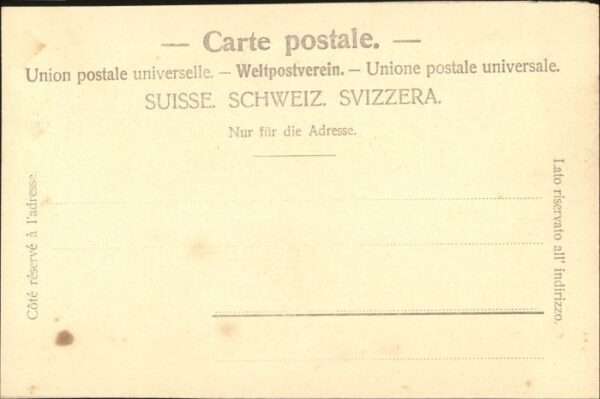 — Carte postale. —
Union postale universelle. — Weltpostverein. — Unione postale universale.
SUISSE. SCHWEIZ. SVIZZERA.
Nur für die Adresse.
Côté réservé à l'adresse.
Lato riservato all' indirizzo.